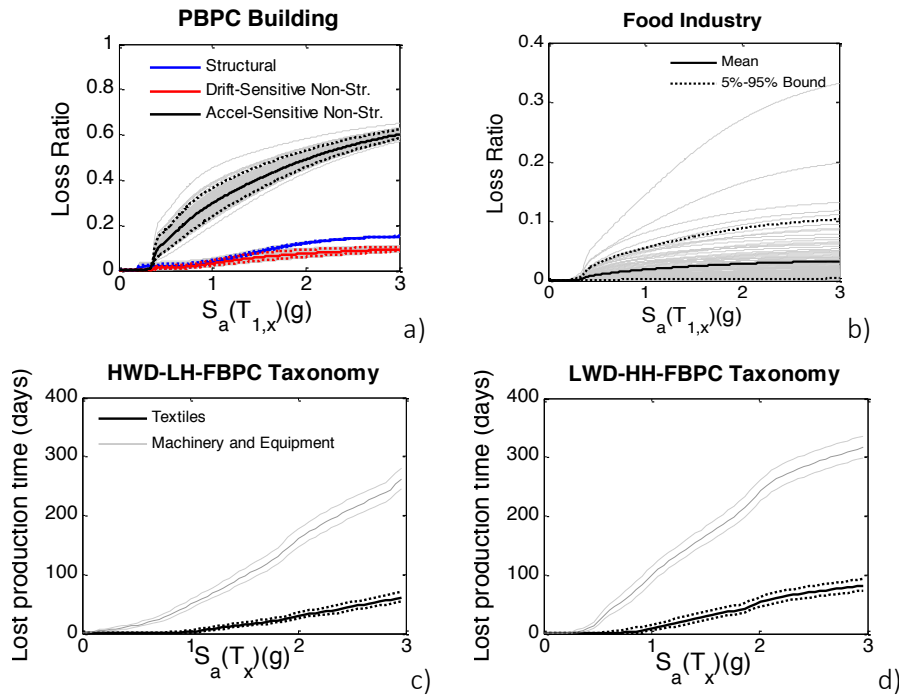 PBPC Building
1
0.8
0.6
0.4
0.2
0
0 1 2 3
Loss Ratio
Structural
Drift-Sensitive Non-Str.
Accel-Sensitive Non-Str.
Sa(T1,x)(g)
a)
Food Industry
0.4
0.3
0.2
0.1
0
0 1 2 3
Loss Ratio
Mean
5%-95% Bound
Sa(T1,x)(g)
b)
HWD-LH-FBPC Taxonomy
400
300
200
100
0
0 1 2 3
Lost production time (days)
Textiles
Machinery and Equipment
Sa(Tx)(g)
c)
LWD-HH-FBPC Taxonomy
400
300
200
100
0
0 1 2 3
Lost production time (days)
Sa(Tx)(g)
d)